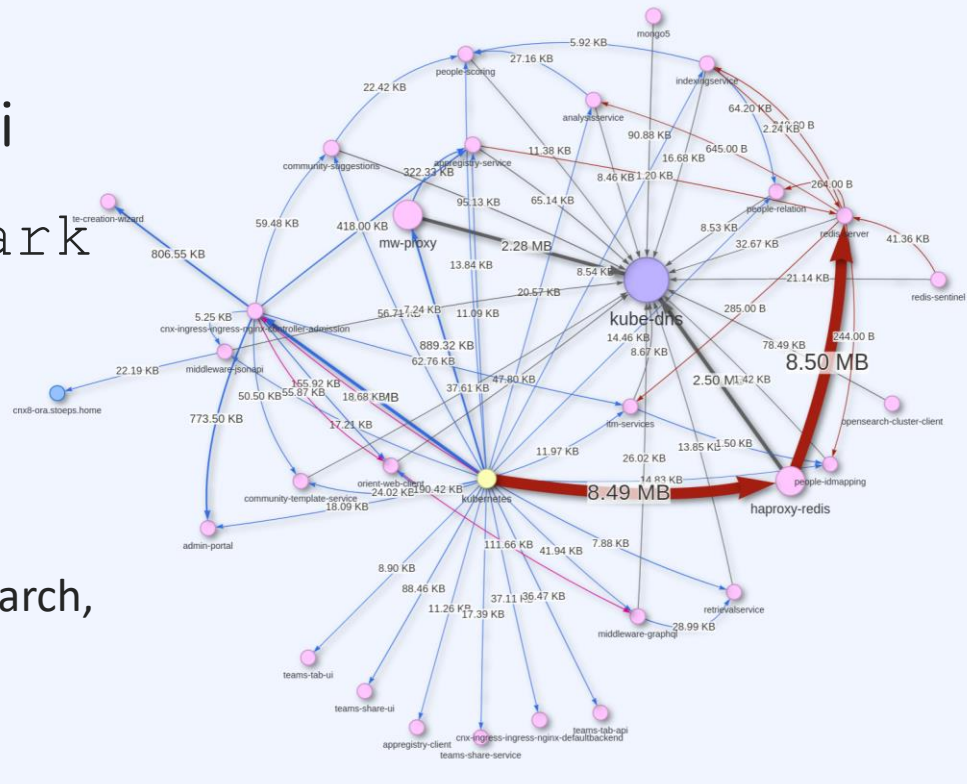 mongo5
5.92 KB
people-scoring
27.16 KB
indexingservice
22.42 KB
i
analysisservice
64.20 KB
2.24 KB
90.88 KB
645.00 B
community-suggestions
appregistry-service
11.38 KB
16.68 KB
322.33 KB
8.46 KB
1.20 KB
264.00 B
te-creation-wizard
95.13 KB
65.14 KB
people-relation
59.48 KB
418.00 KB
mw-proxy
8.53 KB
redis-server
ark
806.55 KB
2.28 MB
32.67 KB
41.36 KB
13.84 KB
8.54 KB
21.14 KB
20.57 KB
redis-sentinel
5.25 KB
7.24 KB
11.09 KB
kube-dns
285.00 B
cnx-ingress-ingress-nginx-controller-admission
889.32 KB
14.46 KB
78.49 KB
244.00 B
middleware-jsonapi
62.76 KB
8.67 KB
8.50 MB
22.19 KB
47.80 KB
2.50 M
cnx8-ora.stoeps.home
50.50 KB
55.87 KB
18.68 KB
37.61 KB
773.50 KB
17.21 KB
itm-services
opensearch-cluster-client
11.97 KB
13.85 KB
1.50 KB
26.02 KB
orient-web-client
people-idmapping
community-template-service
24.02 KB
190.42 KB
kubernetes
8.49 MB
14.83 KB
haproxy-redis
18.09 KB
admin-portal
111.66 KB
41.94 KB
7.88 KB
8.90 KB
88.46 KB
arch,
11.26 KB
17.39 KB
37.11
36.47 KB
retrievalservice
middleware-graphql
28.99 KB
teams-tab-ui
teams-share-ui
appregistry-client
cnx-ingress-ingress-nginx-defaultbackend
teams-tab-api
teams-share-service